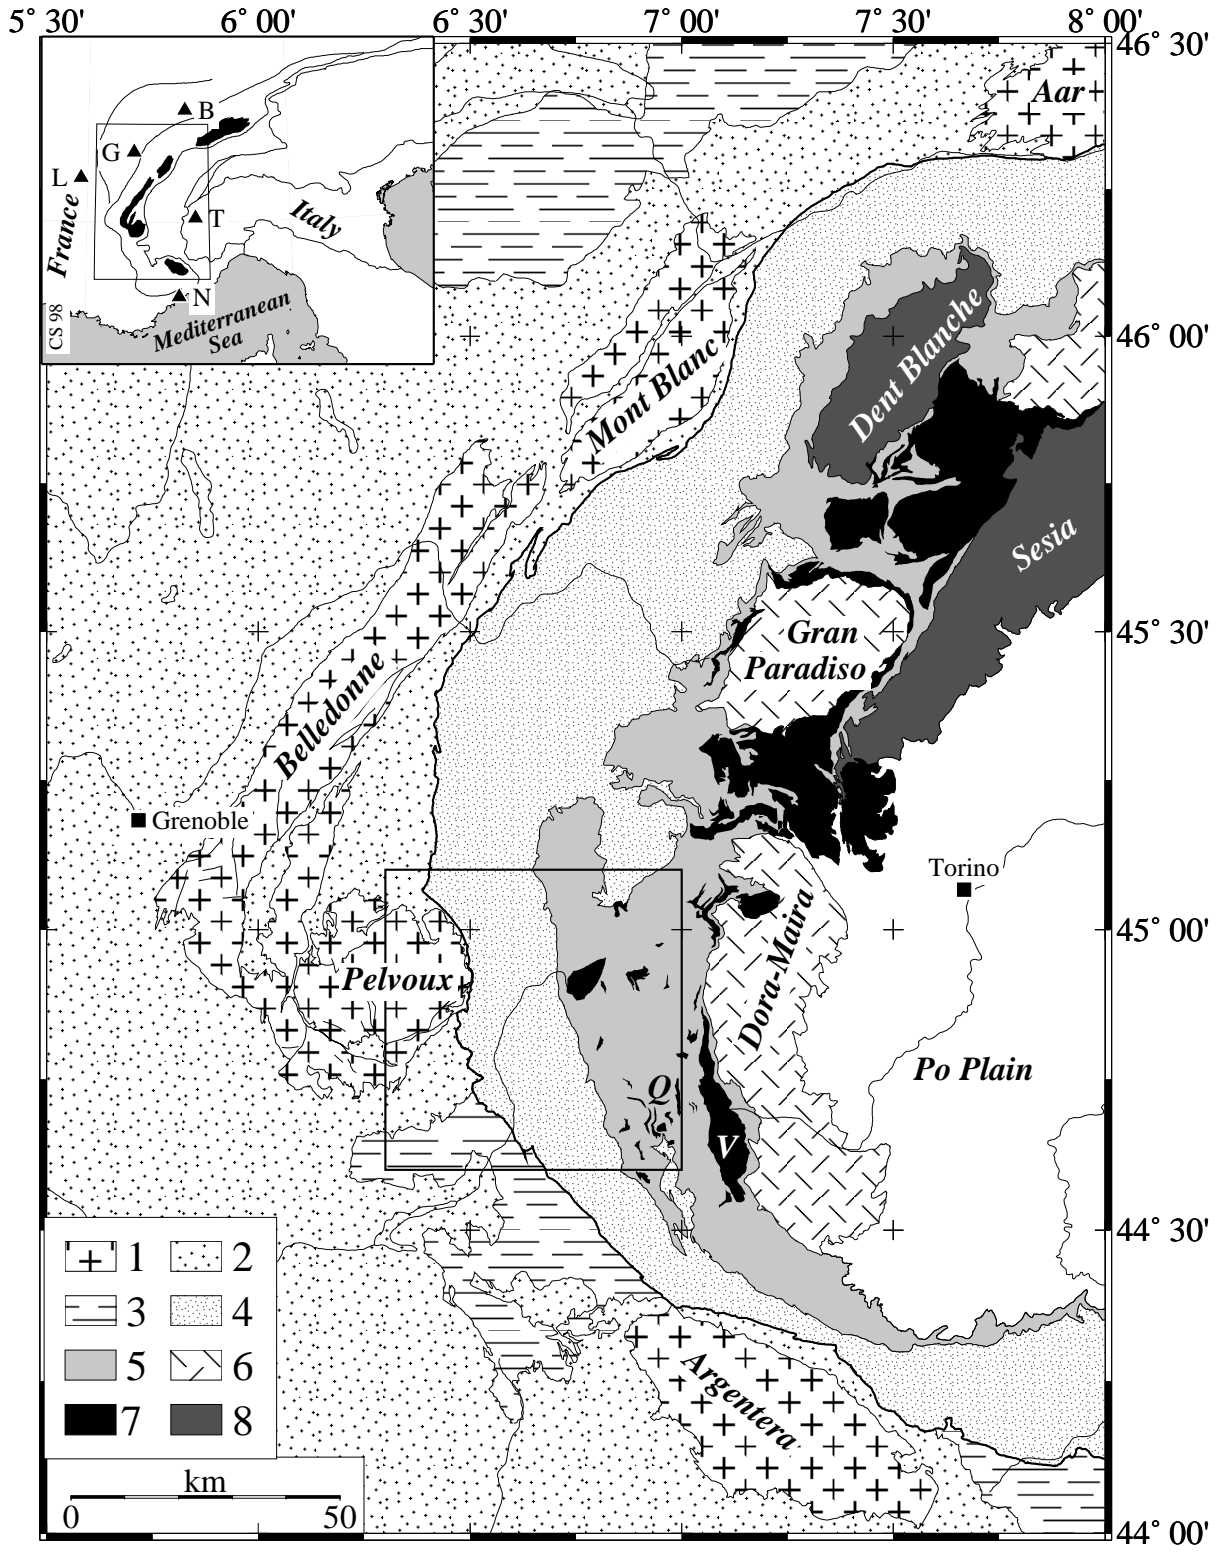 5° 30'
6° 00'
6° 30'
7° 00'
7° 30'
8° 00'
46° 30'
46° 00'
45° 30'
45° 00'
44° 30'
44° 00'
B
G
L
T
N
France
Italy
Mediterranean
Sea
CS 98
Aar
Mont Blanc
Dent Blanche
Sesia
Gran
Paradiso
Belledonne
Grenoble
Torino
Pelvoux
Dora-Maira
Po Plain
Q
V
Argentera
1 2
3 4
5 6
7 8
km
0 50